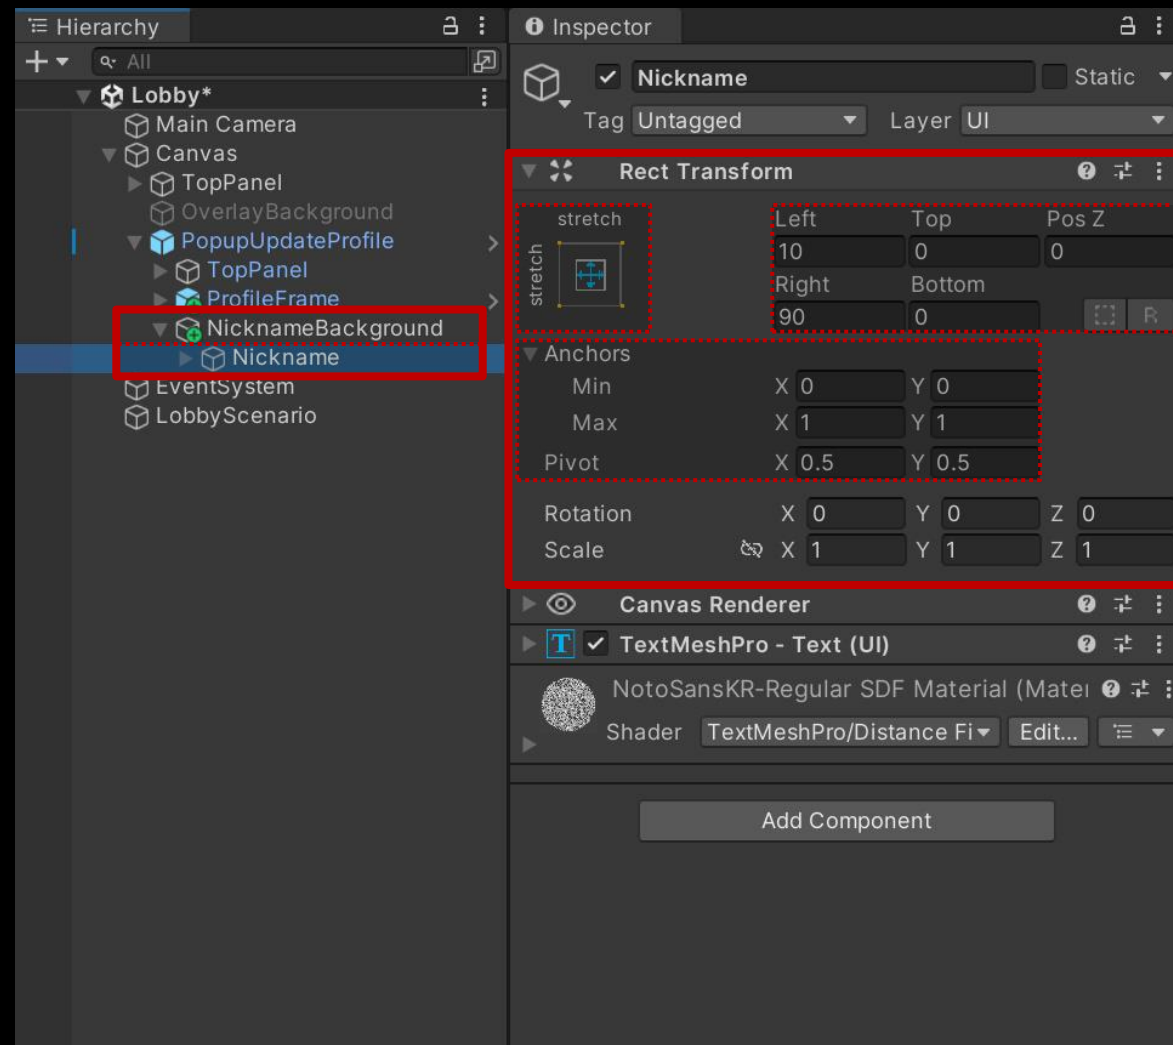 Hierarchy
All
Lobby*
Main Camera
Canvas
TopPanel
OverlayBackground
PopupUpdateProfile
TopPanel
ProfileFrame
NicknameBackground
Nickname
EventSystem
LobbyScenario
Inspector
Nickname Static
Tag Untagged Layer UI
Rect Transform
stretch Left Top Pos Z
stretch 10 0 0
Right Bottom
90 0 R
Anchors
Min X 0 Y 0
Max X 1 Y 1
Pivot X 0.5 Y 0.5
Rotation X 0 Y 0 Z 0
Scale X 1 Y 1 Z 1
Canvas Renderer
T TextMeshPro - Text (UI)
NotoSansKR-Regular SDF Material (Mater
Shader TextMeshPro/Distance Fi Edit...
Add Component